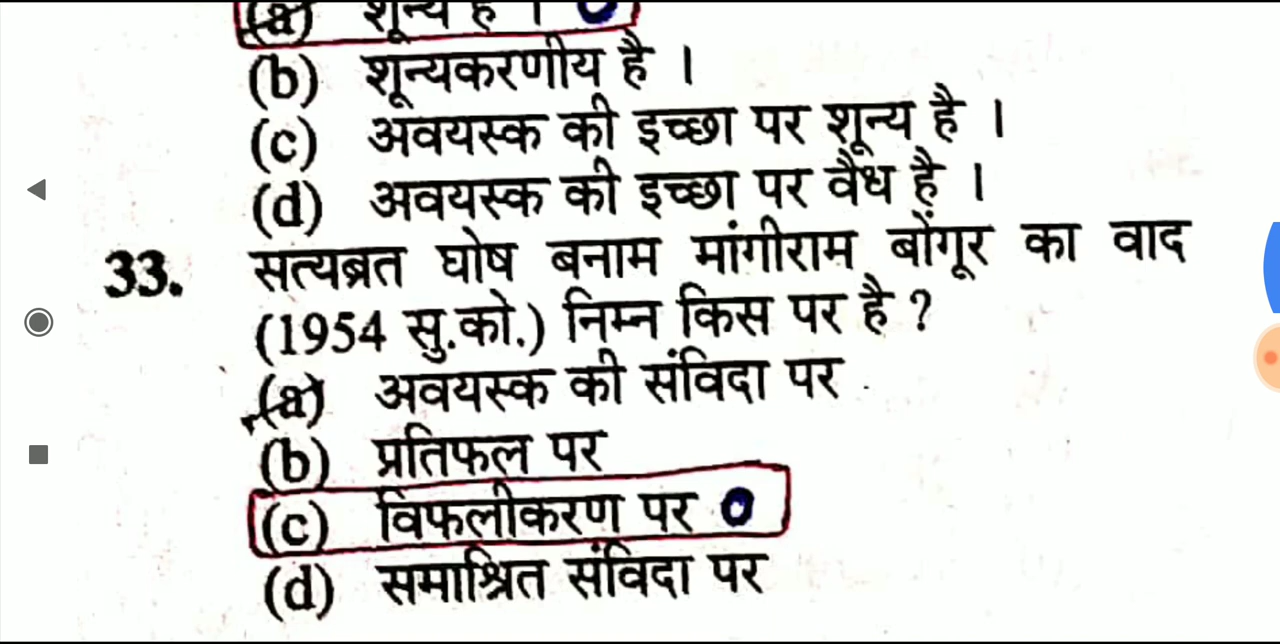 (a) शून्य है ।
(b) शून्यकरणीय है ।
(c) अवयस्क की इच्छा पर शून्य है ।
(d) अवयस्क की इच्छा पर वैध है ।
33. सत्यब्रत घोष बनाम मांगीराम बोंगूर का वाद
(1954 सु.को.) निम्न किस पर है ?
(a) अवयस्क की संविदा पर
(b) प्रतिफल पर
(c) विफलीकरण पर
(d) समाश्रित संविदा पर